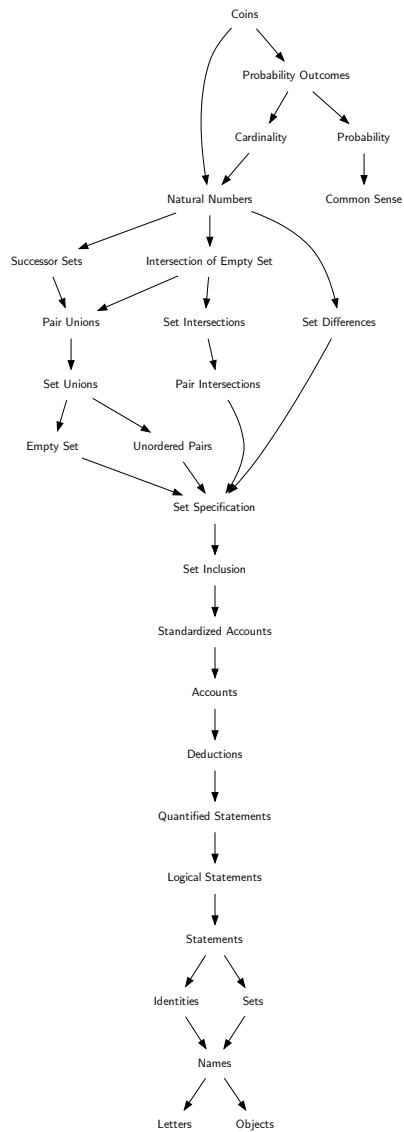 Coins
Probability Outcomes
Cardinality
Probability
Natural Numbers
Common Sense
Successor Sets
Intersection of Empty Set
Pair Unions
Set Intersections
Set Differences
Set Unions
Pair Intersections
Empty Set
Unordered Pairs
Set Specification
Set Inclusion
Standardized Accounts
Accounts
Deductions
Quantified Statements
Logical Statements
Statements
Identities
Sets
Names
Letters
Objects